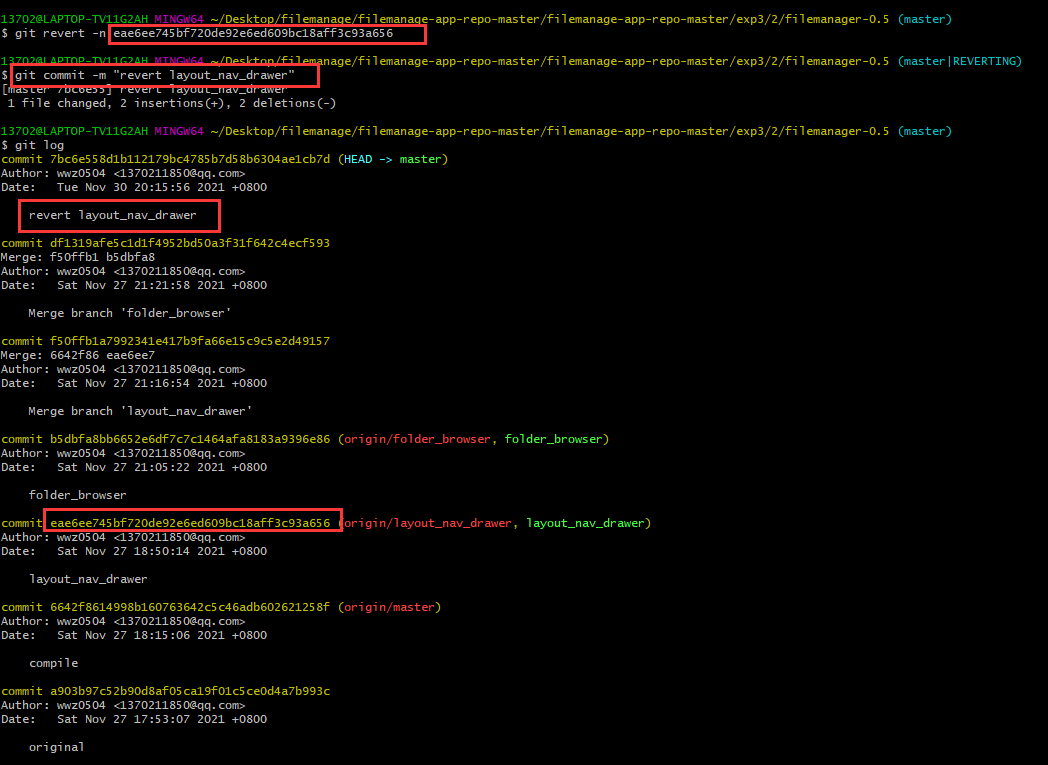 13702@LAPTOP-TV11G2AH MINGW64 ~/Desktop/filemanage/filemanage-app-repo-master/filemanage-app-repo-master/exp3/2/filemanager-0.5 (master)
$ git revert -n eae6ee745bf720de92e6ed609bc18aff3c93a656
13702@LAPTOP-TV11G2AH MINGW64 ~/Desktop/filemanage/filemanage-app-repo-master/filemanage-app-repo-master/exp3/2/filemanager-0.5 (master|REVERTING)
$ git commit -m "revert layout_nav_drawer"
[master 7bc6e55] revert layout_nav_drawer
1 file changed, 2 insertions(+), 2 deletions(-)
13702@LAPTOP-TV11G2AH MINGW64 ~/Desktop/filemanage/filemanage-app-repo-master/filemanage-app-repo-master/exp3/2/filemanager-0.5 (master)
$ git log
commit 7bc6e558d1b112179bc4785b7d58b6304ae1cb7d (HEAD -> master)
Author: wwz0504 <1370211850@qq.com>
Date:   Tue Nov 30 20:15:56 2021 +0800
revert layout_nav_drawer
commit df1319afe5c1d1f4952bd50a3f31f642c4ecf593
Merge: f50ffb1 b5dbfa8
Author: wwz0504 <1370211850@qq.com>
Date:   Sat Nov 27 21:21:58 2021 +0800
Merge branch 'folder_browser'
commit f50ffb1a7992341e417b9fa66e15c9c5e2d49157
Merge: 6642f86 eae6ee7
Author: wwz0504 <1370211850@qq.com>
Date:   Sat Nov 27 21:16:54 2021 +0800
Merge branch 'layout_nav_drawer'
commit b5dbfa8bb6652e6df7c7c1464afa8183a9396e86 (origin/folder_browser, folder_browser)
Author: wwz0504 <1370211850@qq.com>
Date:   Sat Nov 27 21:05:22 2021 +0800
folder_browser
commit eae6ee745bf720de92e6ed609bc18aff3c93a656 (origin/layout_nav_drawer, layout_nav_drawer)
Author: wwz0504 <1370211850@qq.com>
Date:   Sat Nov 27 18:50:14 2021 +0800
layout_nav_drawer
commit 6642f8614998b160763642c5c46adb602621258f (origin/master)
Author: wwz0504 <1370211850@qq.com>
Date:   Sat Nov 27 18:15:06 2021 +0800
compile
commit a903b97c52b90d8af05ca19f01c5ce0d4a7b993c
Author: wwz0504 <1370211850@qq.com>
Date:   Sat Nov 27 17:53:07 2021 +0800
original